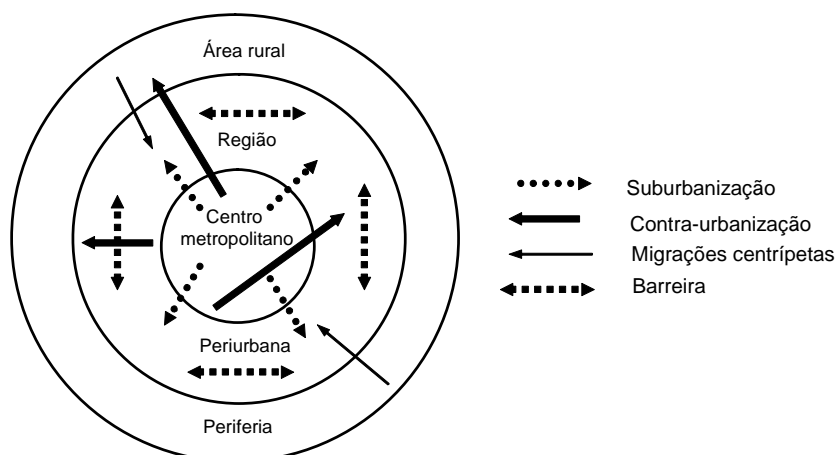 Área rural
Região
Centro
metropolitano
Periurbana
Periferia
Suburbanização
Contra-urbanização
Migrações centrípetas
Barreira